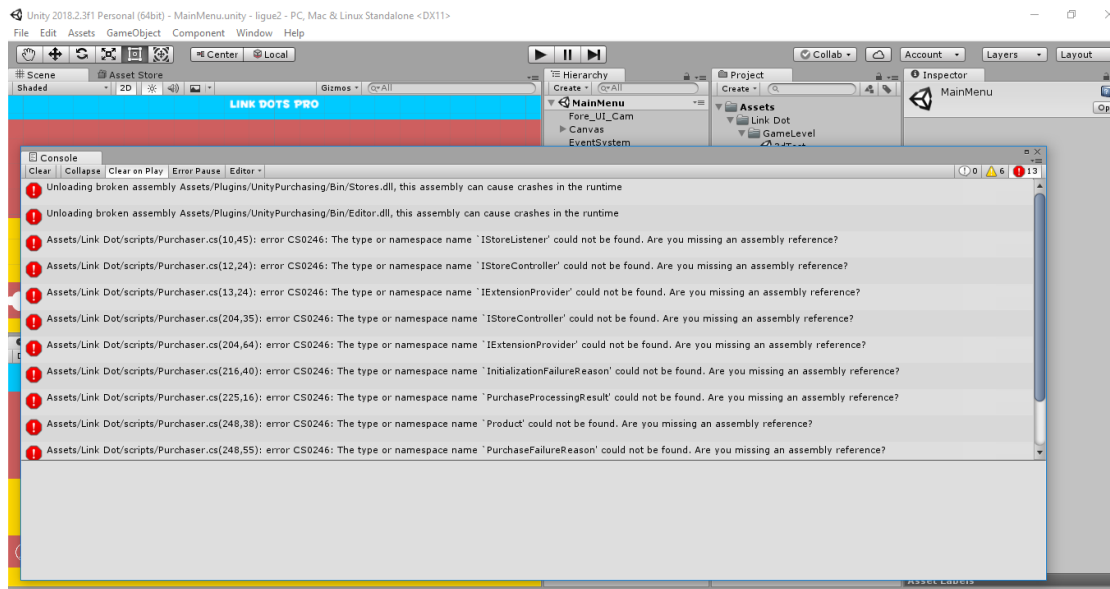 Unity 2018.2.3f1 Personal (64bit) - MainMenu.unity - ligue2 - PC, Mac & Linux Standalone <DX11>
File Edit Assets GameObject Component Window Help
Center Local Collab Account Layers Layout
Scene Asset Store Hierarchy Project Inspector
Shaded 2D Gizmos All Create All Create MainMenu
LINK DOTS PRO MainMenu Assets Op
Fore_UI_Cam Link Dot
Canvas GameLevel
EventSystem
Console
Clear Collapse Clear on Play Error Pause Editor 0 6 13
Unloading broken assembly Assets/Plugins/UnityPurchasing/Bin/Stores.dll, this assembly can cause crashes in the runtime
Unloading broken assembly Assets/Plugins/UnityPurchasing/Bin/Editor.dll, this assembly can cause crashes in the runtime
Assets/Link Dot/scripts/Purchaser.cs(10,45): error CS0246: The type or namespace name `IStoreListener' could not be found. Are you missing an assembly reference?
Assets/Link Dot/scripts/Purchaser.cs(12,24): error CS0246: The type or namespace name `IStoreController' could not be found. Are you missing an assembly reference?
Assets/Link Dot/scripts/Purchaser.cs(13,24): error CS0246: The type or namespace name `IExtensionProvider' could not be found. Are you missing an assembly reference?
Assets/Link Dot/scripts/Purchaser.cs(204,35): error CS0246: The type or namespace name `IStoreController' could not be found. Are you missing an assembly reference?
Assets/Link Dot/scripts/Purchaser.cs(204,64): error CS0246: The type or namespace name `IExtensionProvider' could not be found. Are you missing an assembly reference?
Assets/Link Dot/scripts/Purchaser.cs(216,40): error CS0246: The type or namespace name `InitializationFailureReason' could not be found. Are you missing an assembly reference?
Assets/Link Dot/scripts/Purchaser.cs(225,16): error CS0246: The type or namespace name `PurchaseProcessingResult' could not be found. Are you missing an assembly reference?
Assets/Link Dot/scripts/Purchaser.cs(248,38): error CS0246: The type or namespace name `Product' could not be found. Are you missing an assembly reference?
Assets/Link Dot/scripts/Purchaser.cs(248,55): error CS0246: The type or namespace name `PurchaseFailureReason' could not be found. Are you missing an assembly reference?
Asset Labels